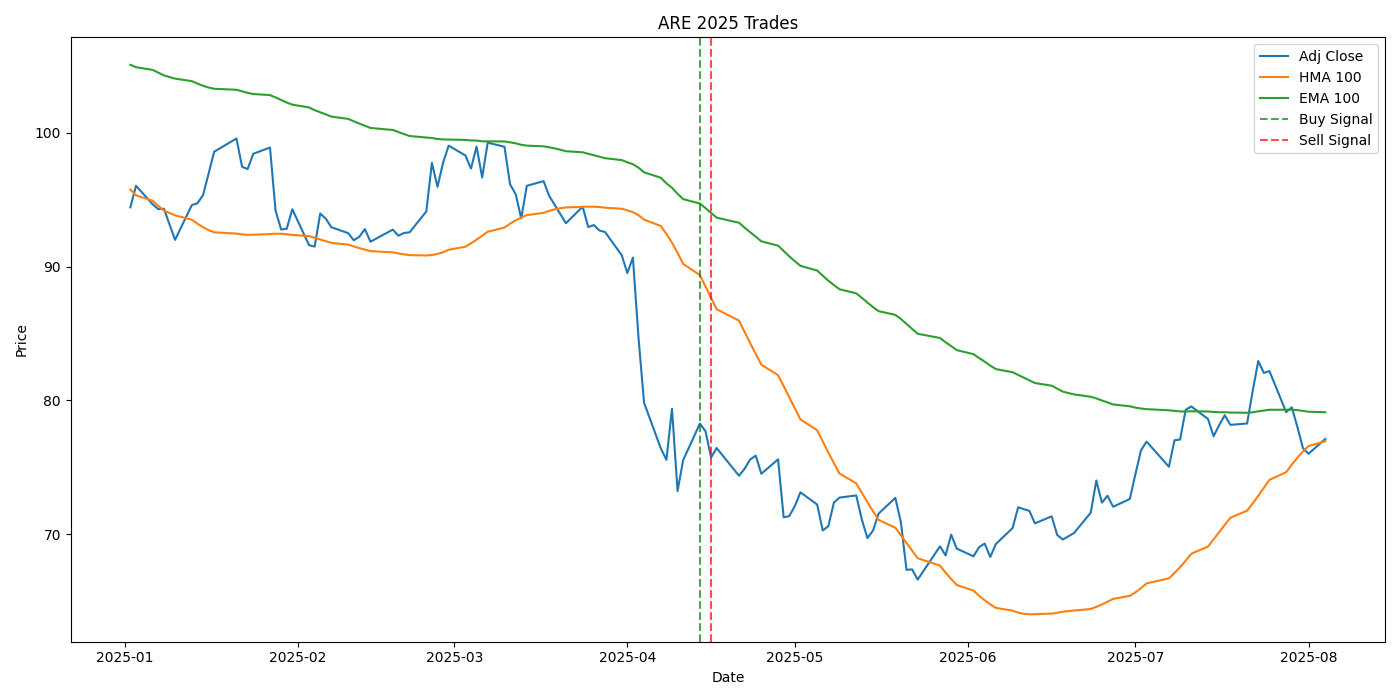 ARE 2025 Trades
Adj Close
HMA 100
EMA 100
Buy Signal
Sell Signal
Price
100
90
80
70
2025-01
2025-02
2025-03
2025-04
2025-05
2025-06
2025-07
2025-08
Date